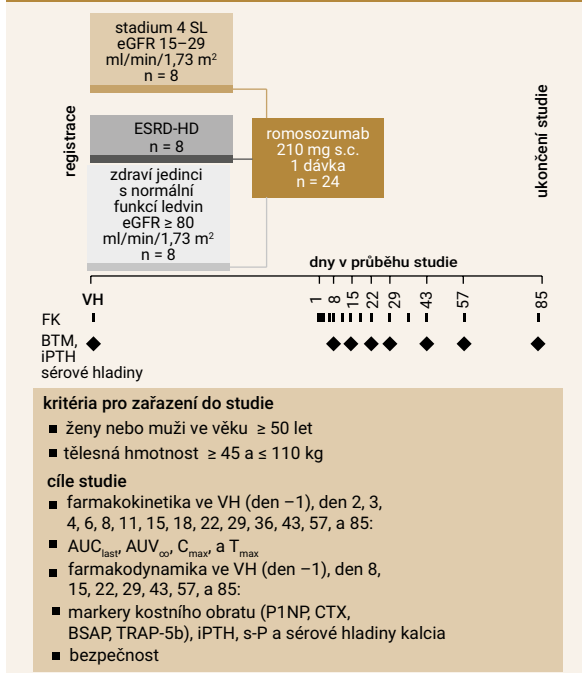 stadium 4 SL
eGFR 15–29
ml/min/1,73 m²
n = 8
registrace
ESRD-HD
n = 8
zdraví jedinci
s normální
funkcí ledvin
eGFR ≥ 80
ml/min/1,73 m²
n = 8
romosozumab
210 mg s.c.
1 dávka
n = 24
ukončení studie
dny v průběhu studie
VH 1 8 15 22 29 43 57 85
FK
BTM,
iPTH
sérové hladiny
kritéria pro zařazení do studie
■ ženy nebo muži ve věku ≥ 50 let
■ tělesná hmotnost ≥ 45 a ≤ 110 kg
cíle studie
■ farmakokinetika ve VH (den –1), den 2, 3,
4, 6, 8, 11, 15, 18, 22, 29, 36, 43, 57, a 85:
■ AUClast, AUV∞, Cmax, a Tmax
■ farmakodynamika ve VH (den –1), den 8,
15, 22, 29, 43, 57, a 85:
■ markery kostního obratu (P1NP, CTX,
BSAP, TRAP-5b), iPTH, s-P a sérové hladiny kalcia
■ bezpečnost